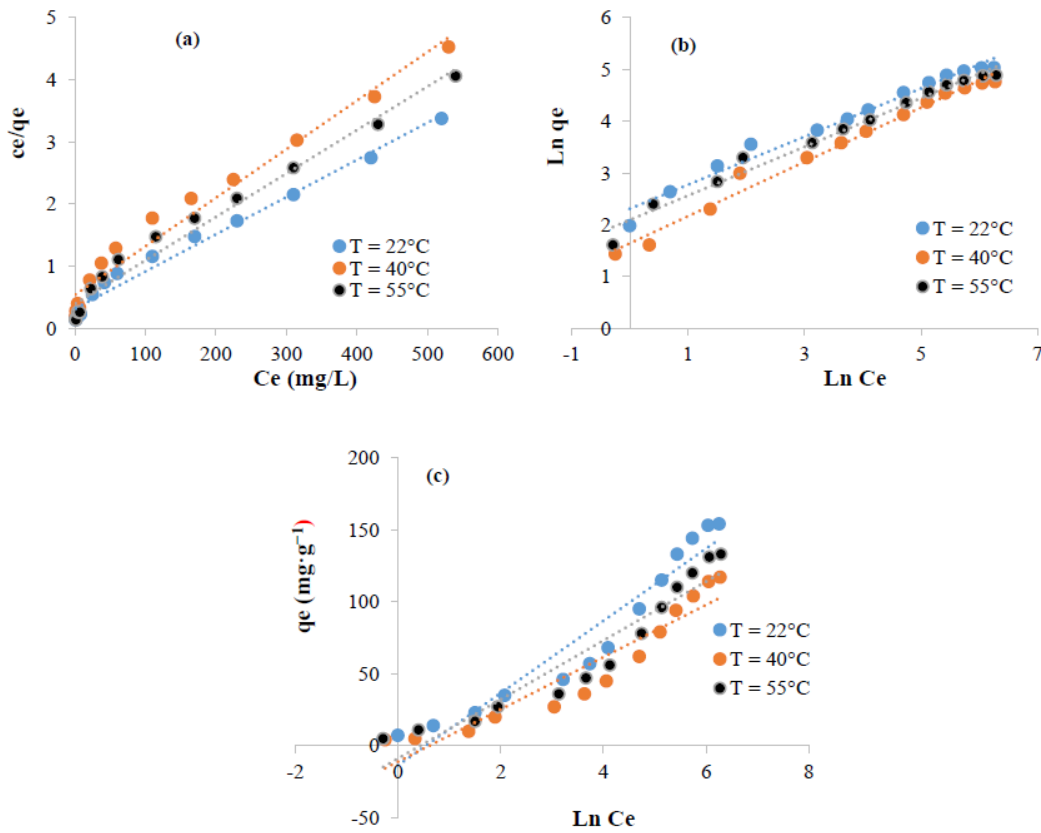 (a)
ce/qe
5
4
3
2
1
0
0 100 200 300 400 500 600
Ce (mg/L)
T = 22°C
T = 40°C
T = 55°C
(b)
Ln qe
6
5
4
3
2
1
0
-1 1 3 5 7
Ln Ce
T = 22°C
T = 40°C
T = 55°C
(c)
qe (mg·g⁻¹)
200
150
100
50
0
-50
-2 0 2 4 6 8
Ln Ce
T = 22°C
T = 40°C
T = 55°C